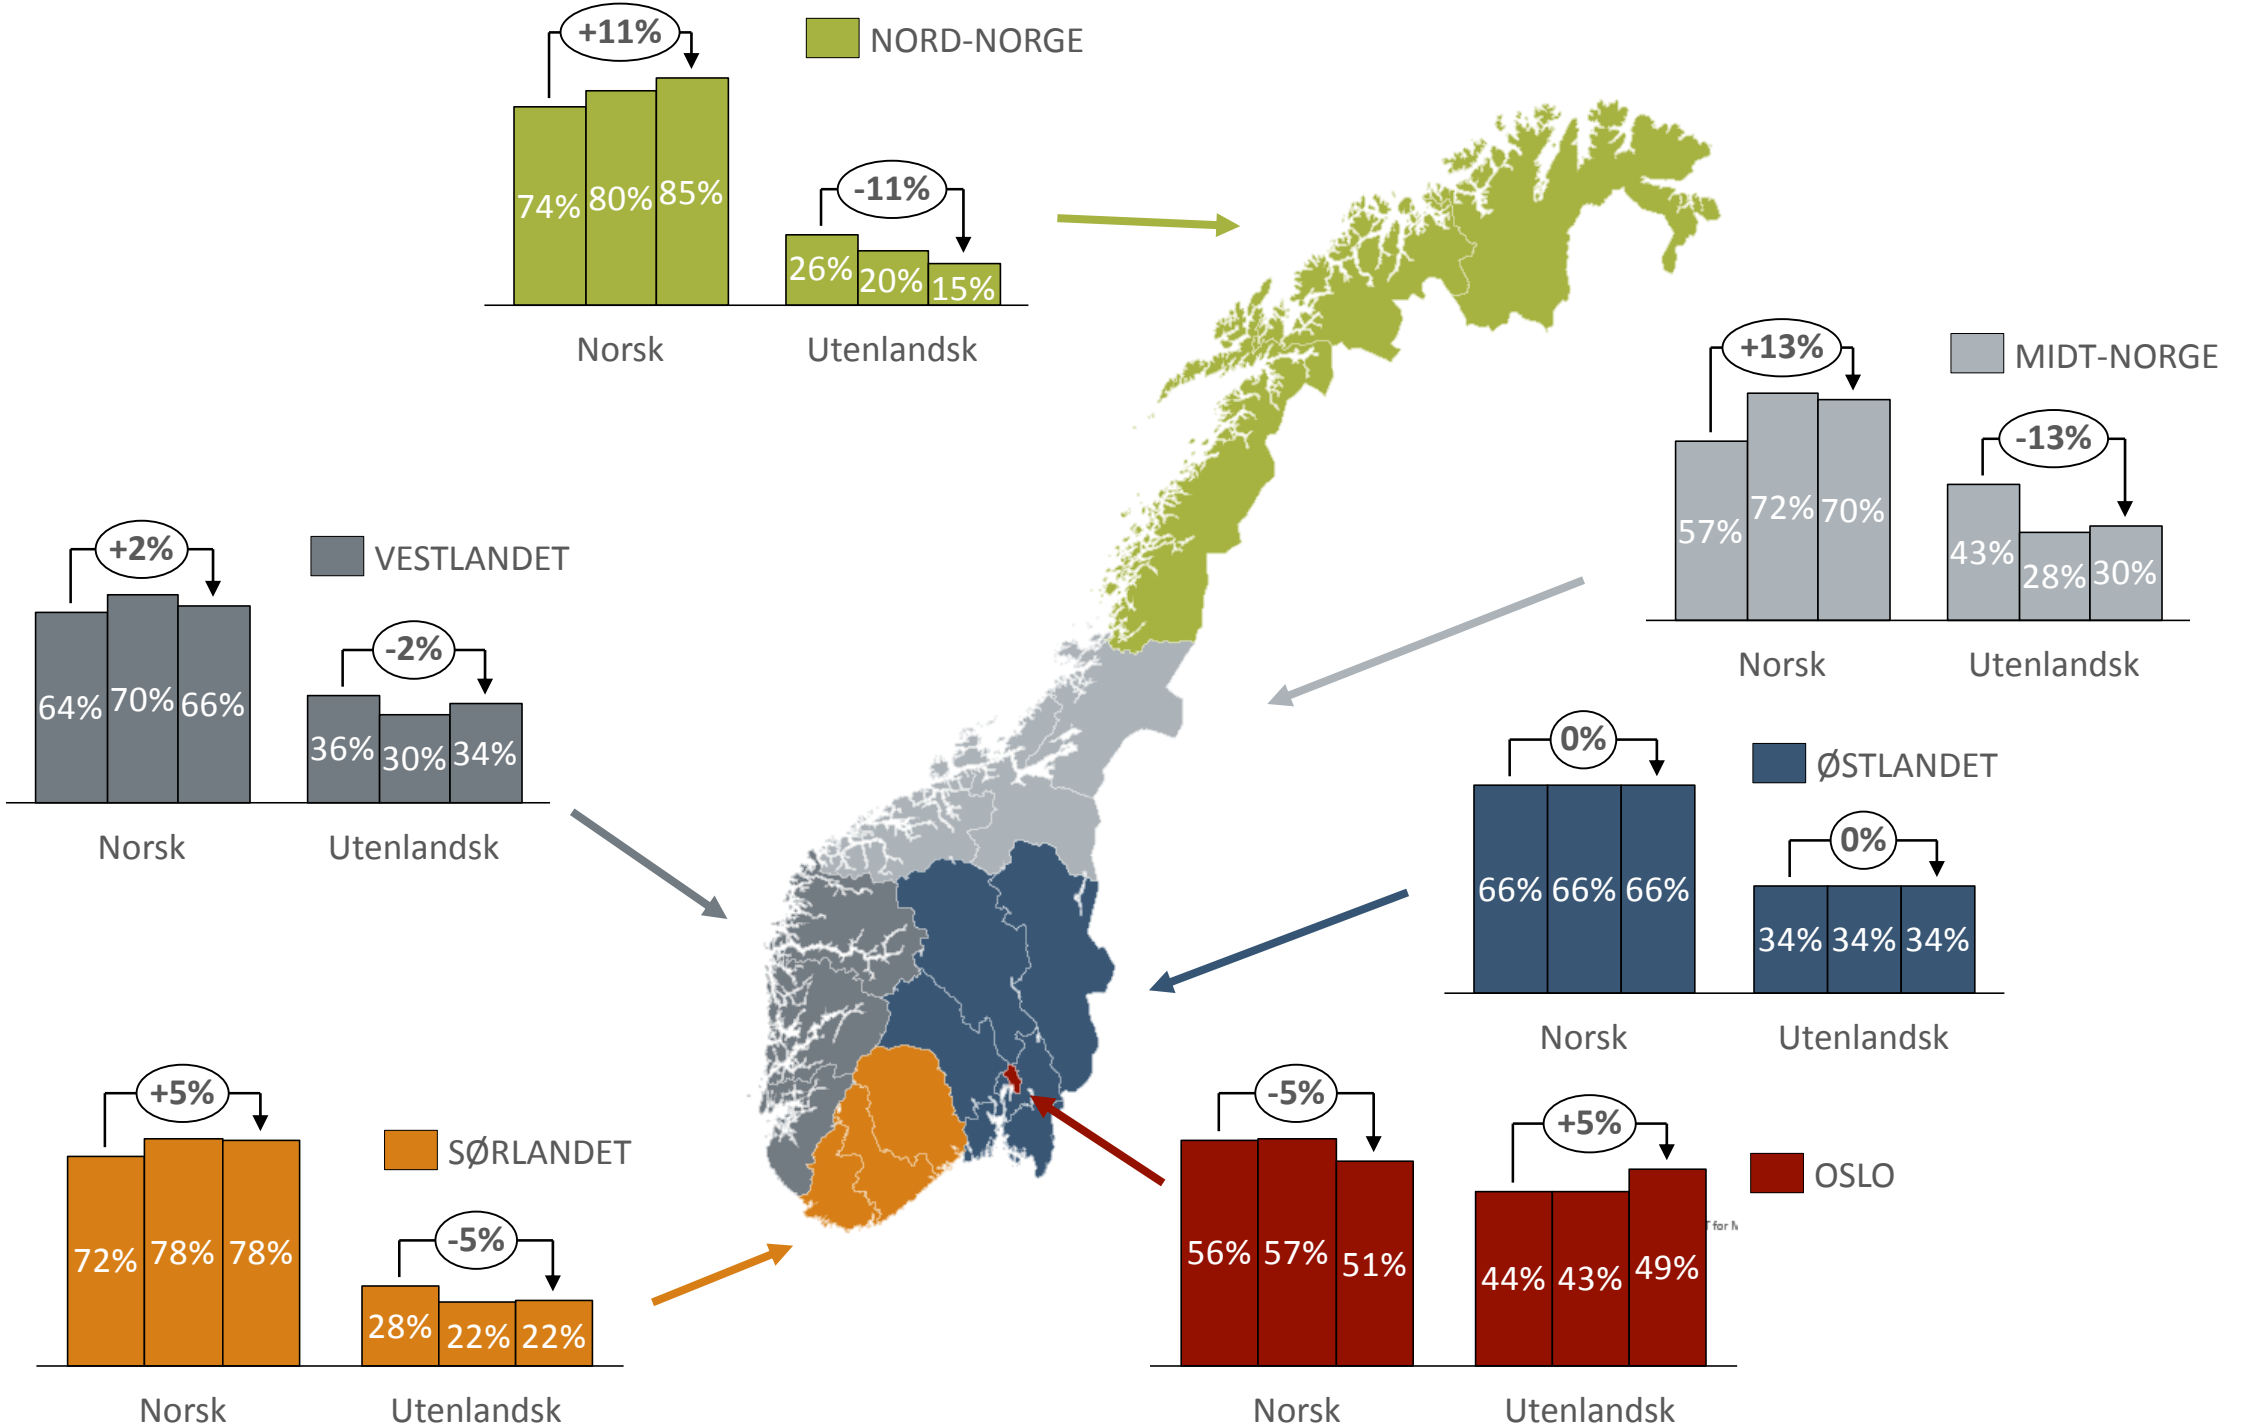 +11%
NORD-NORGE
74% 80% 85%
-11%
26% 20% 15%
Norsk Utenlandsk
+13%
MIDT-NORGE
-13%
57% 72% 70%
43% 28% 30%
Norsk Utenlandsk
+2%
VESTLANDET
-2%
64% 70% 66%
36% 30% 34%
Norsk Utenlandsk
0%
ØSTLANDET
0%
66% 66% 66%
34% 34% 34%
Norsk Utenlandsk
+5%
SØRLANDET
-5%
72% 78% 78%
28% 22% 22%
Norsk Utenlandsk
-5%
+5%
OSLO
56% 57% 51%
44% 43% 49%
for
Norsk Utenlandsk